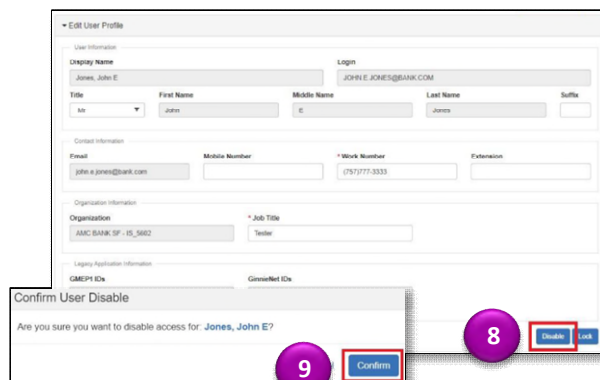 Edit User Profile
User Information
Display Name Login
Jones, John E JOHN.E.JONES@BANK.COM
Title First Name Middle Name Last Name Suffix
Mr John E Jones
Contact Information
Email Mobile Number * Work Number Extension
john.e.jones@bank.com (757)777-3333
Organization Information
Organization * Job Title
AMC BANK SF - IS_5602 Tester
Legacy Application Information
GMEP1 IDs GinnieNet IDs
Confirm User Disable
Are you sure you want to disable access for: Jones, John E?
8 Disable Lock
9 Confirm